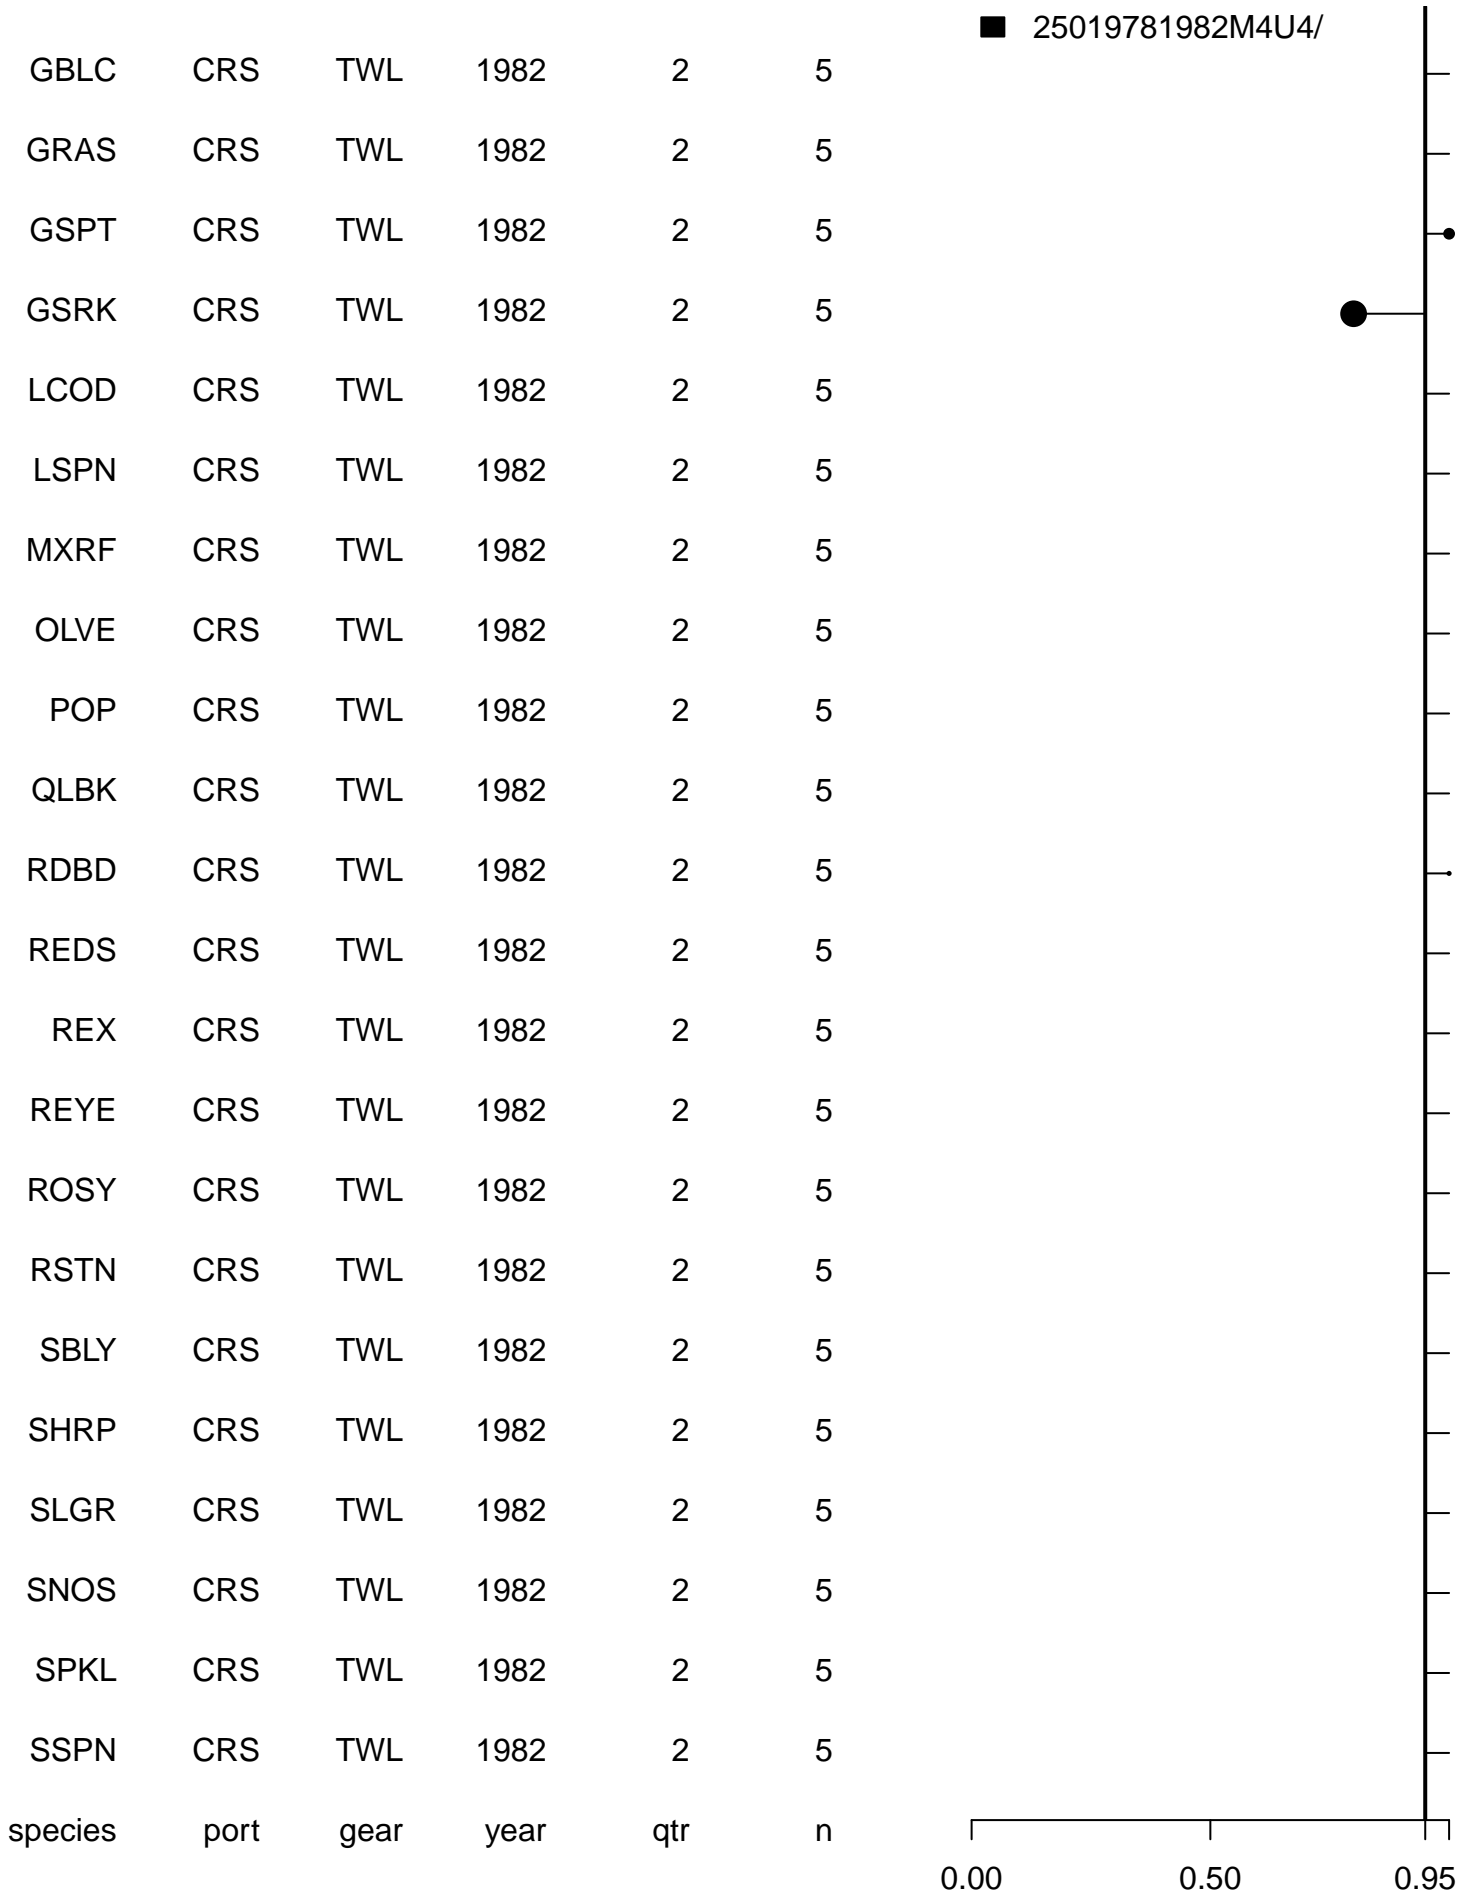 25019781982M4U4/
GBLC CRS TWL 1982 2 5
GRAS CRS TWL 1982 2 5
GSPT CRS TWL 1982 2 5
GSRK CRS TWL 1982 2 5
LCOD CRS TWL 1982 2 5
LSPN CRS TWL 1982 2 5
MXRF CRS TWL 1982 2 5
OLVE CRS TWL 1982 2 5
POP CRS TWL 1982 2 5
QLBK CRS TWL 1982 2 5
RDBD CRS TWL 1982 2 5
REDS CRS TWL 1982 2 5
REX CRS TWL 1982 2 5
REYE CRS TWL 1982 2 5
ROSY CRS TWL 1982 2 5
RSTN CRS TWL 1982 2 5
SBLY CRS TWL 1982 2 5
SHRP CRS TWL 1982 2 5
SLGR CRS TWL 1982 2 5
SNOS CRS TWL 1982 2 5
SPKL CRS TWL 1982 2 5
SSPN CRS TWL 1982 2 5
species port gear year qtr n
0.00 0.50 0.95